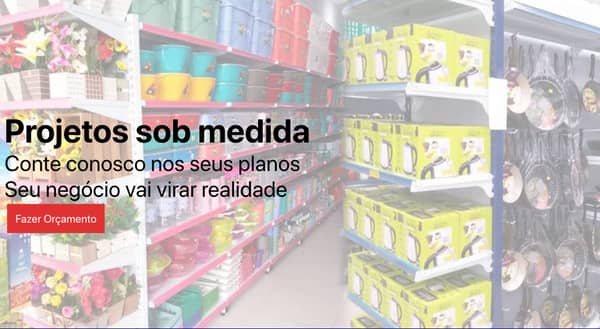 Projetos sob medida
Conte conosco nos seus planos
Seu negócio vai virar realidade
Fazer Orçamento